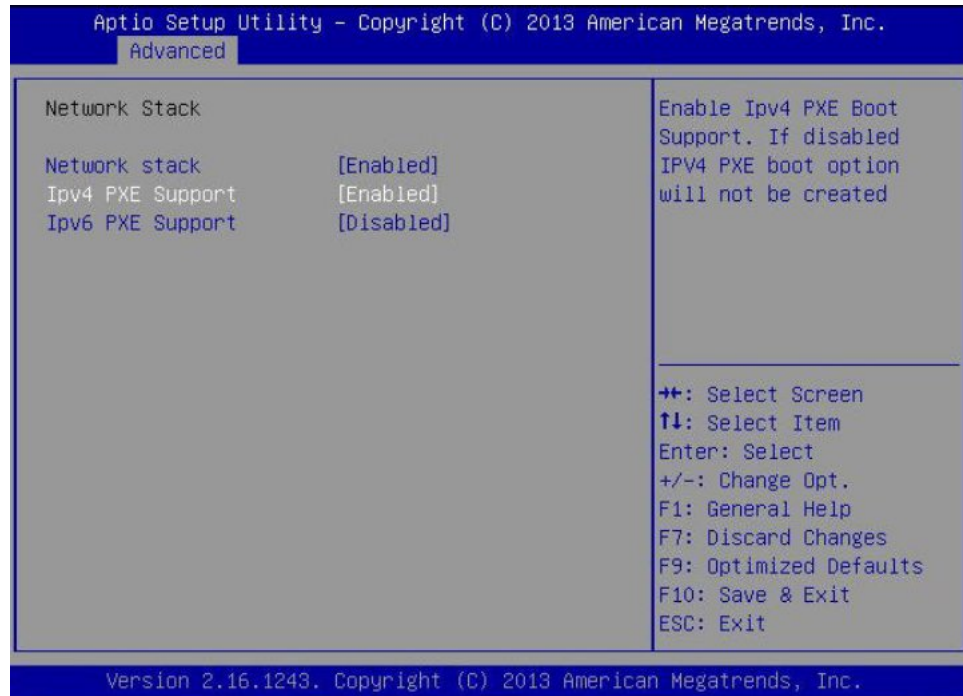 Aptio Setup Utility – Copyright (C) 2013 American Megatrends, Inc.
Advanced
Network Stack
Network stack [Enabled]
Ipv4 PXE Support [Enabled]
Ipv6 PXE Support [Disabled]
Enable Ipv4 PXE Boot
Support. If disabled
IPV4 PXE boot option
will not be created
→←: Select Screen
↑↓: Select Item
Enter: Select
+/-: Change Opt.
F1: General Help
F7: Discard Changes
F9: Optimized Defaults
F10: Save & Exit
ESC: Exit
Version 2.16.1243. Copyright (C) 2013 American Megatrends, Inc.